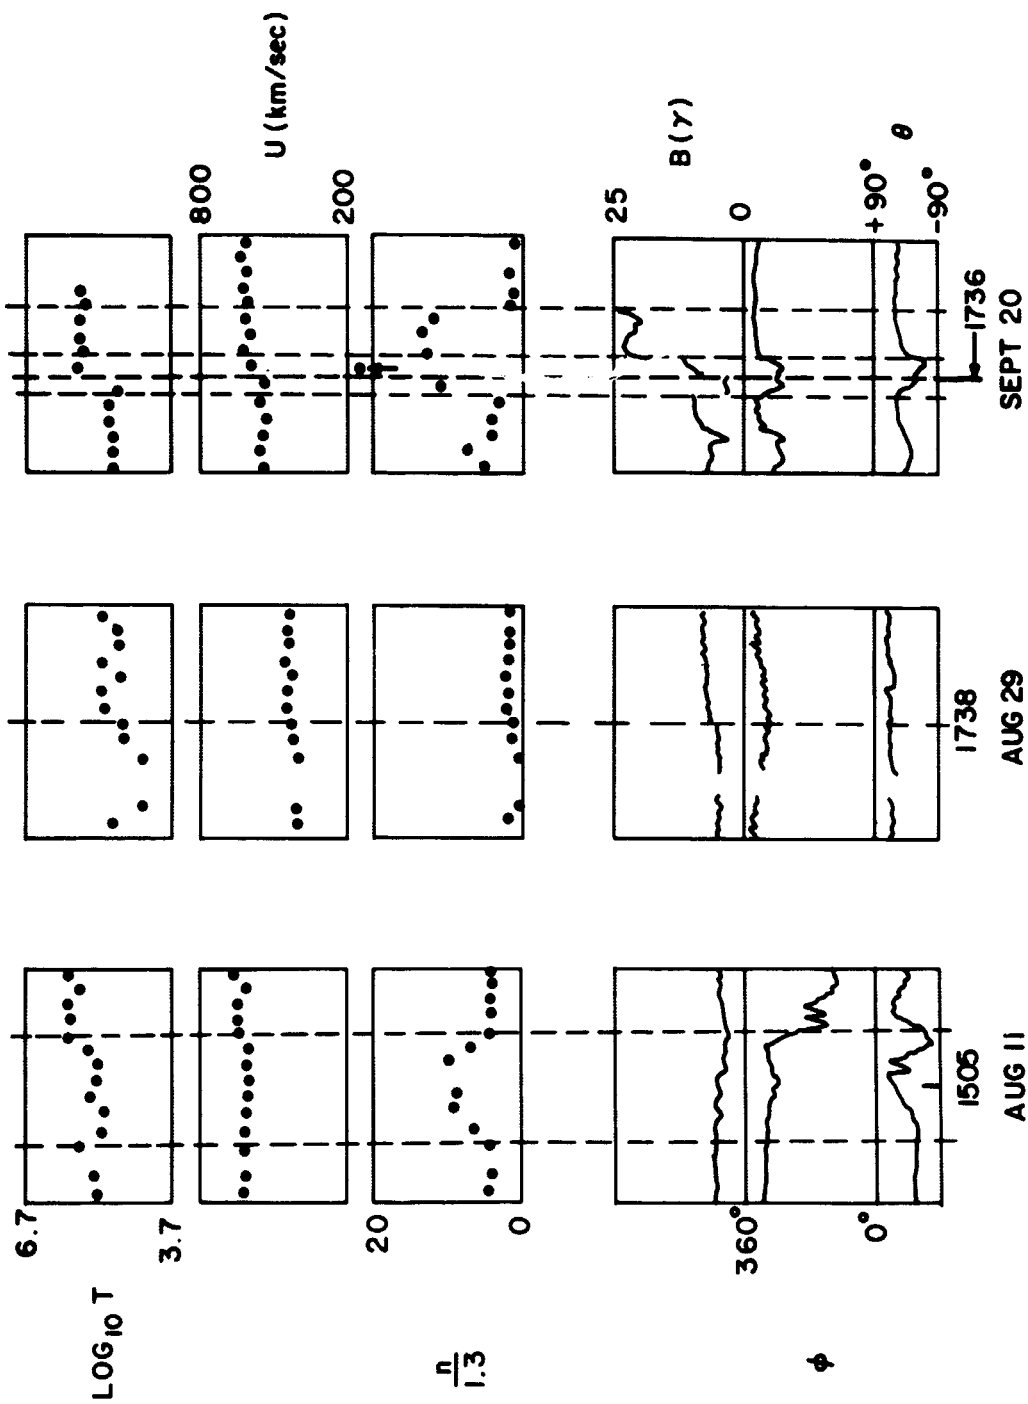 LOG10 T
6.7
3.7
800
U (km/sec)
200
n
1.3
20
0
25
B (γ)
0
ϕ
360°
0°
+90°
θ
-90°
1505
1738
1736
AUG 11
AUG 29
SEPT 20